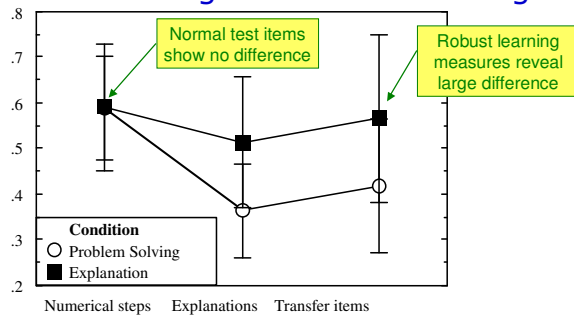 .8
.7
.6
.5
.4
.3
.2
Normal test items
show no difference
Robust learning
measures reveal
large difference
Condition
Problem Solving
Explanation
Numerical steps Explanations Transfer items